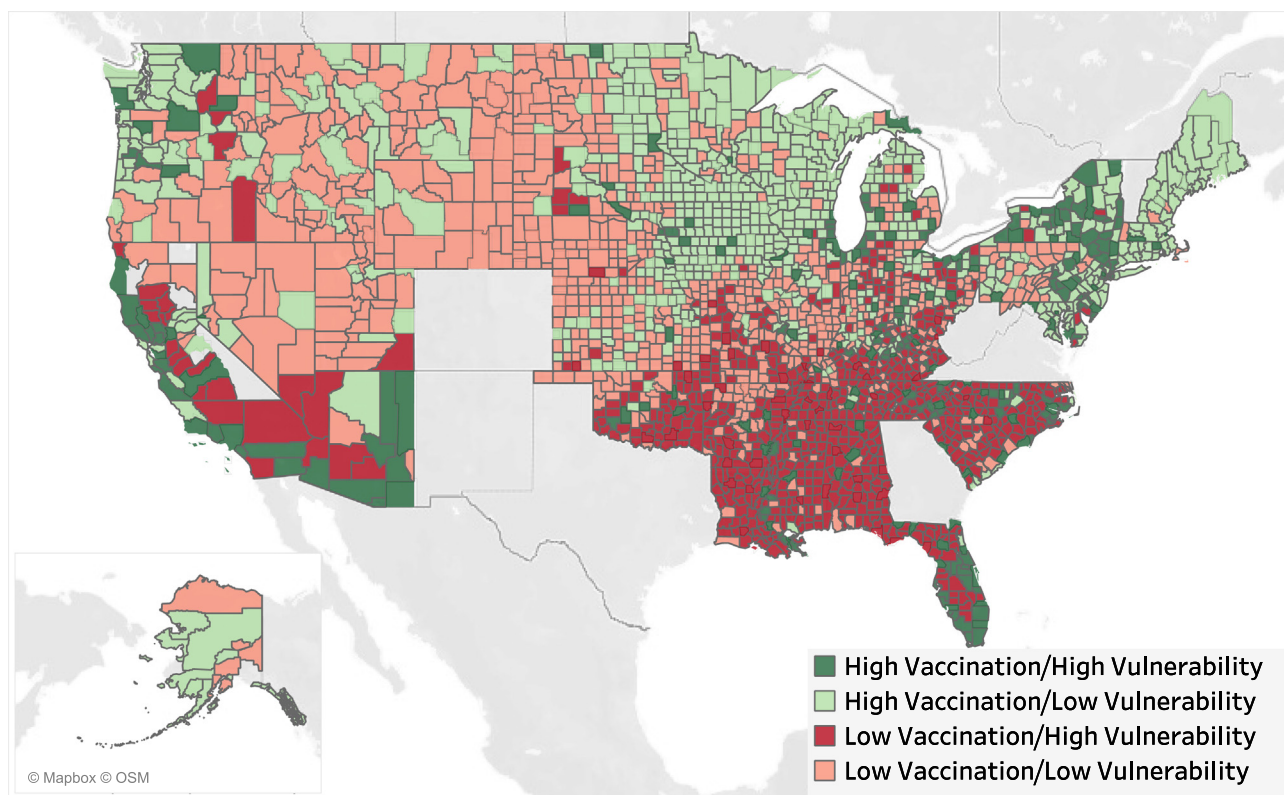 High Vaccination/High Vulnerability
High Vaccination/Low Vulnerability
Low Vaccination/High Vulnerability
Low Vaccination/Low Vulnerability
© Mapbox © OSM